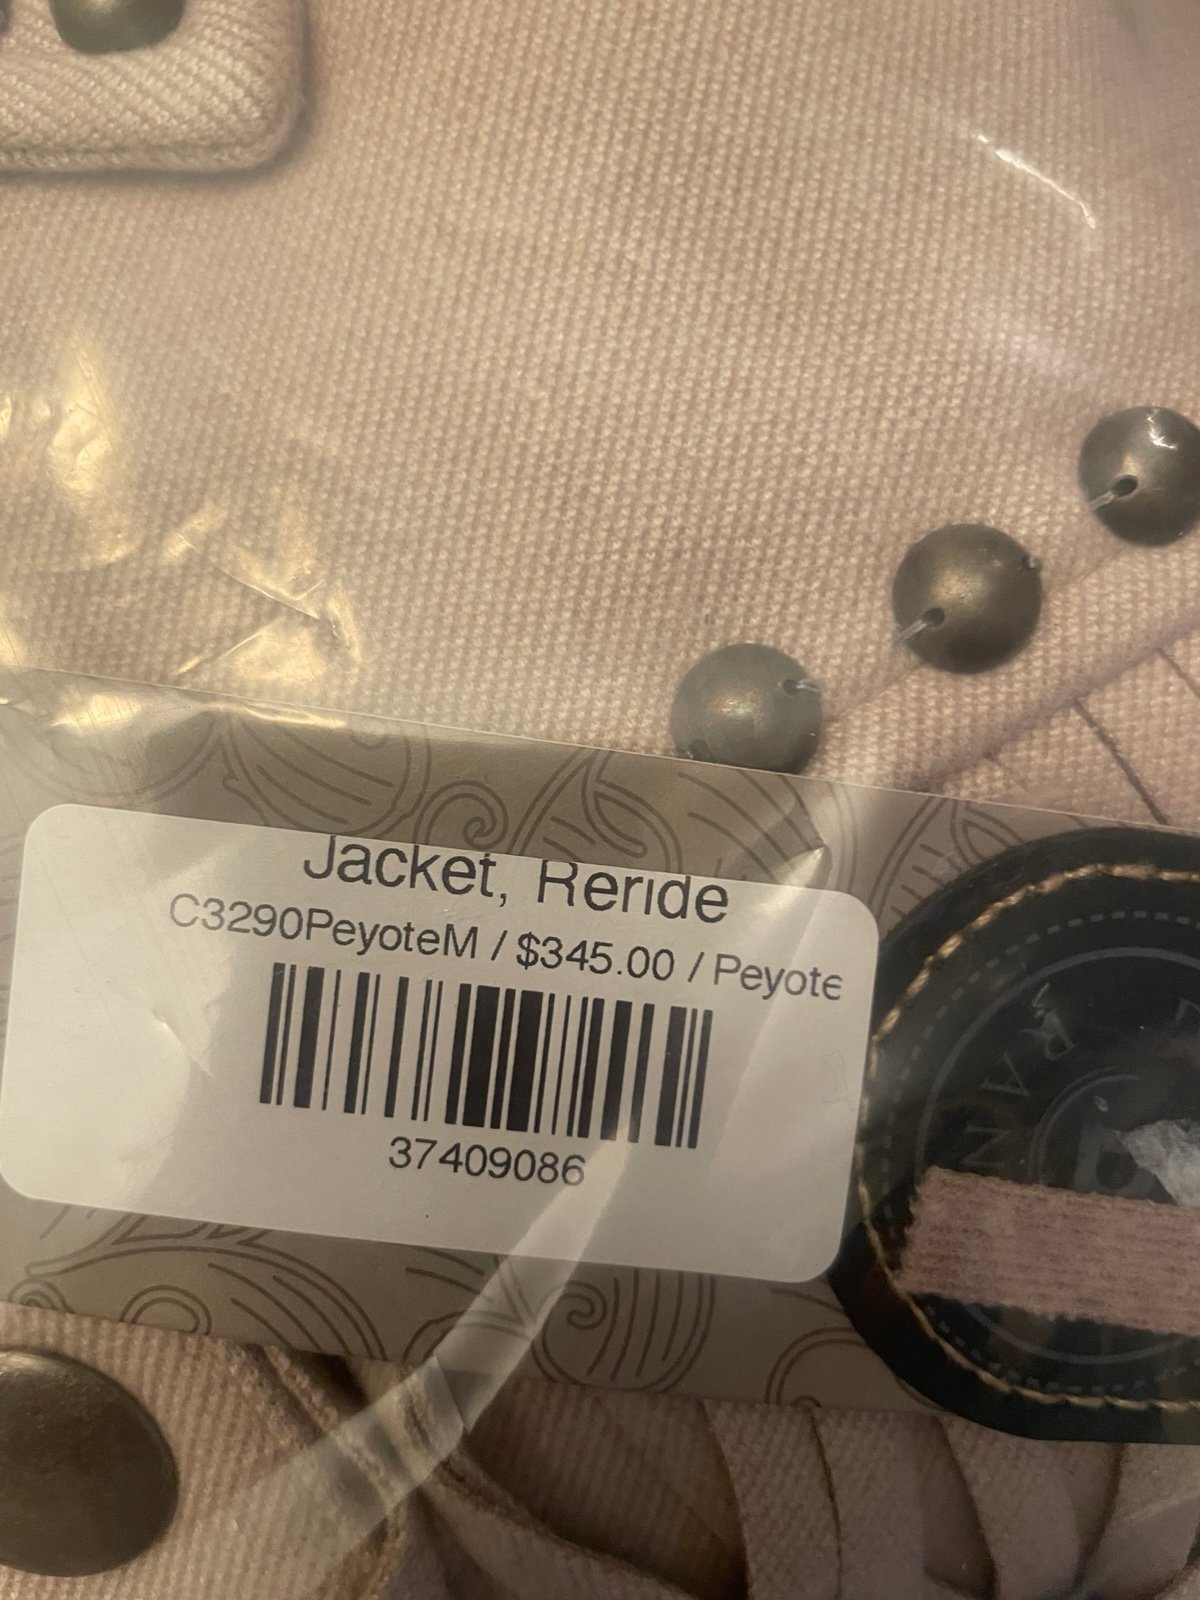 Jacket, Reride
C3290PeyoteM / $345.00 / Peyote
37409086